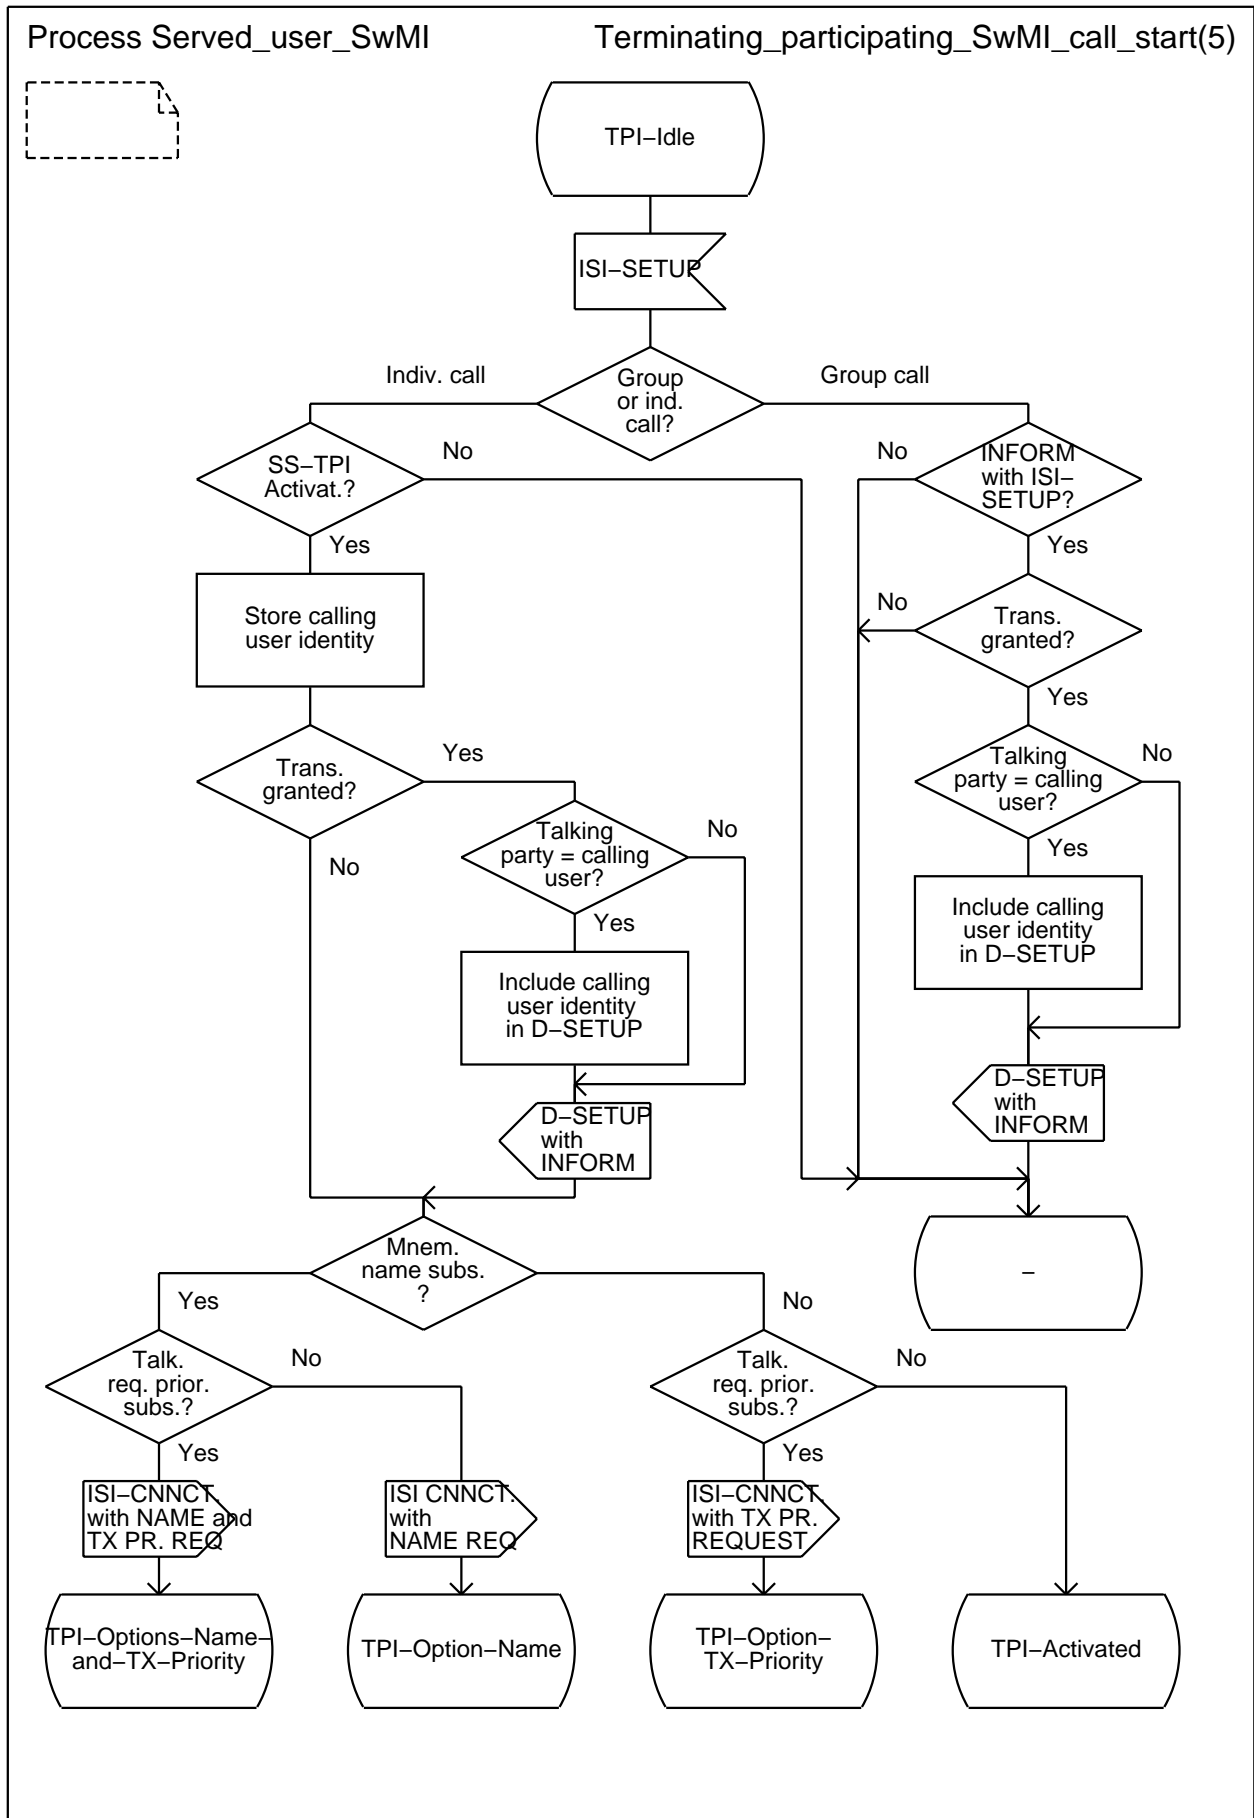 Process Served_user_SwMI
Terminating_participating_SwMI_call_start(5)
TPI−Idle
ISI−SETUP
Group
or ind.
call?
Indiv. call
Group call
SS−TPI
Activat.?
No
Yes
No
INFORM
with ISI−
SETUP?
Yes
Store calling
user identity
No
Trans.
granted?
Yes
Trans.
granted?
Yes
No
Talking
party = calling
user?
No
Yes
Talking
party = calling
user?
No
Yes
Include calling
user identity
in D−SETUP
Include calling
user identity
in D−SETUP
D−SETUP
with
INFORM
D−SETUP
with
INFORM
−
Mnem.
name subs.
?
Yes
No
Talk.
req. prior.
subs.?
No
Yes
Talk.
req. prior.
subs.?
No
Yes
ISI−CNNCT.
with NAME and
TX PR. REQ
ISI CNNCT.
with
NAME REQ
ISI−CNNCT.
with TX PR.
REQUEST
TPI−Options−Name−
and−TX−Priority
TPI−Option−Name
TPI−Option−
TX−Priority
TPI−Activated